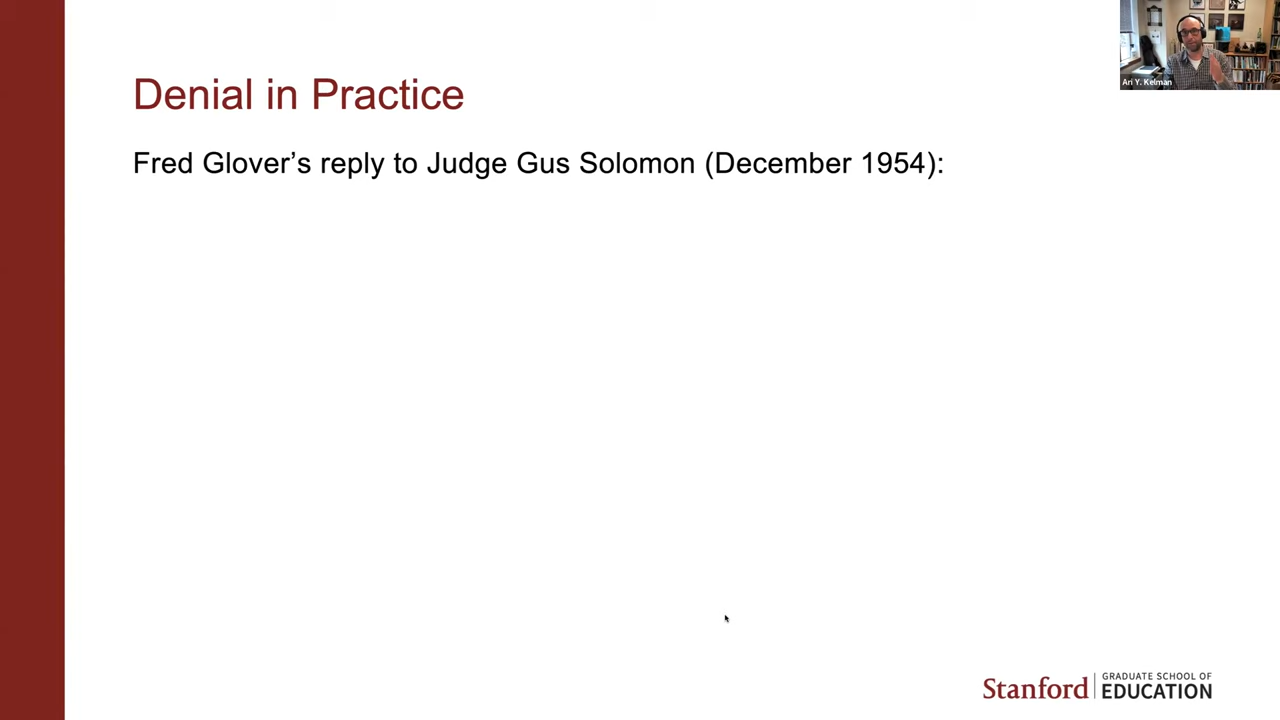 Ari Y. Kelman
Denial in Practice
Fred Glover’s reply to Judge Gus Solomon (December 1954):
Stanford
GRADUATE SCHOOL OF
EDUCATION